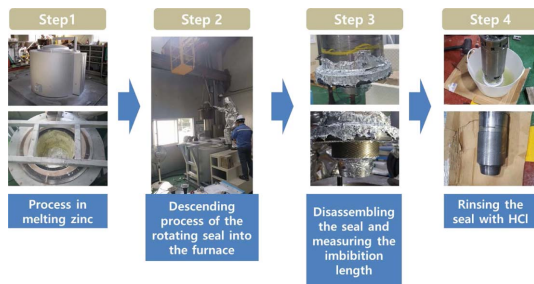 Step1
Step 2
Step 3
Step 4
Process in
melting zinc
Descending
process of the
rotating seal into
the furnace
Disassembling
the seal and
measuring the
imbibition
length
Rinsing the
seal with HCl